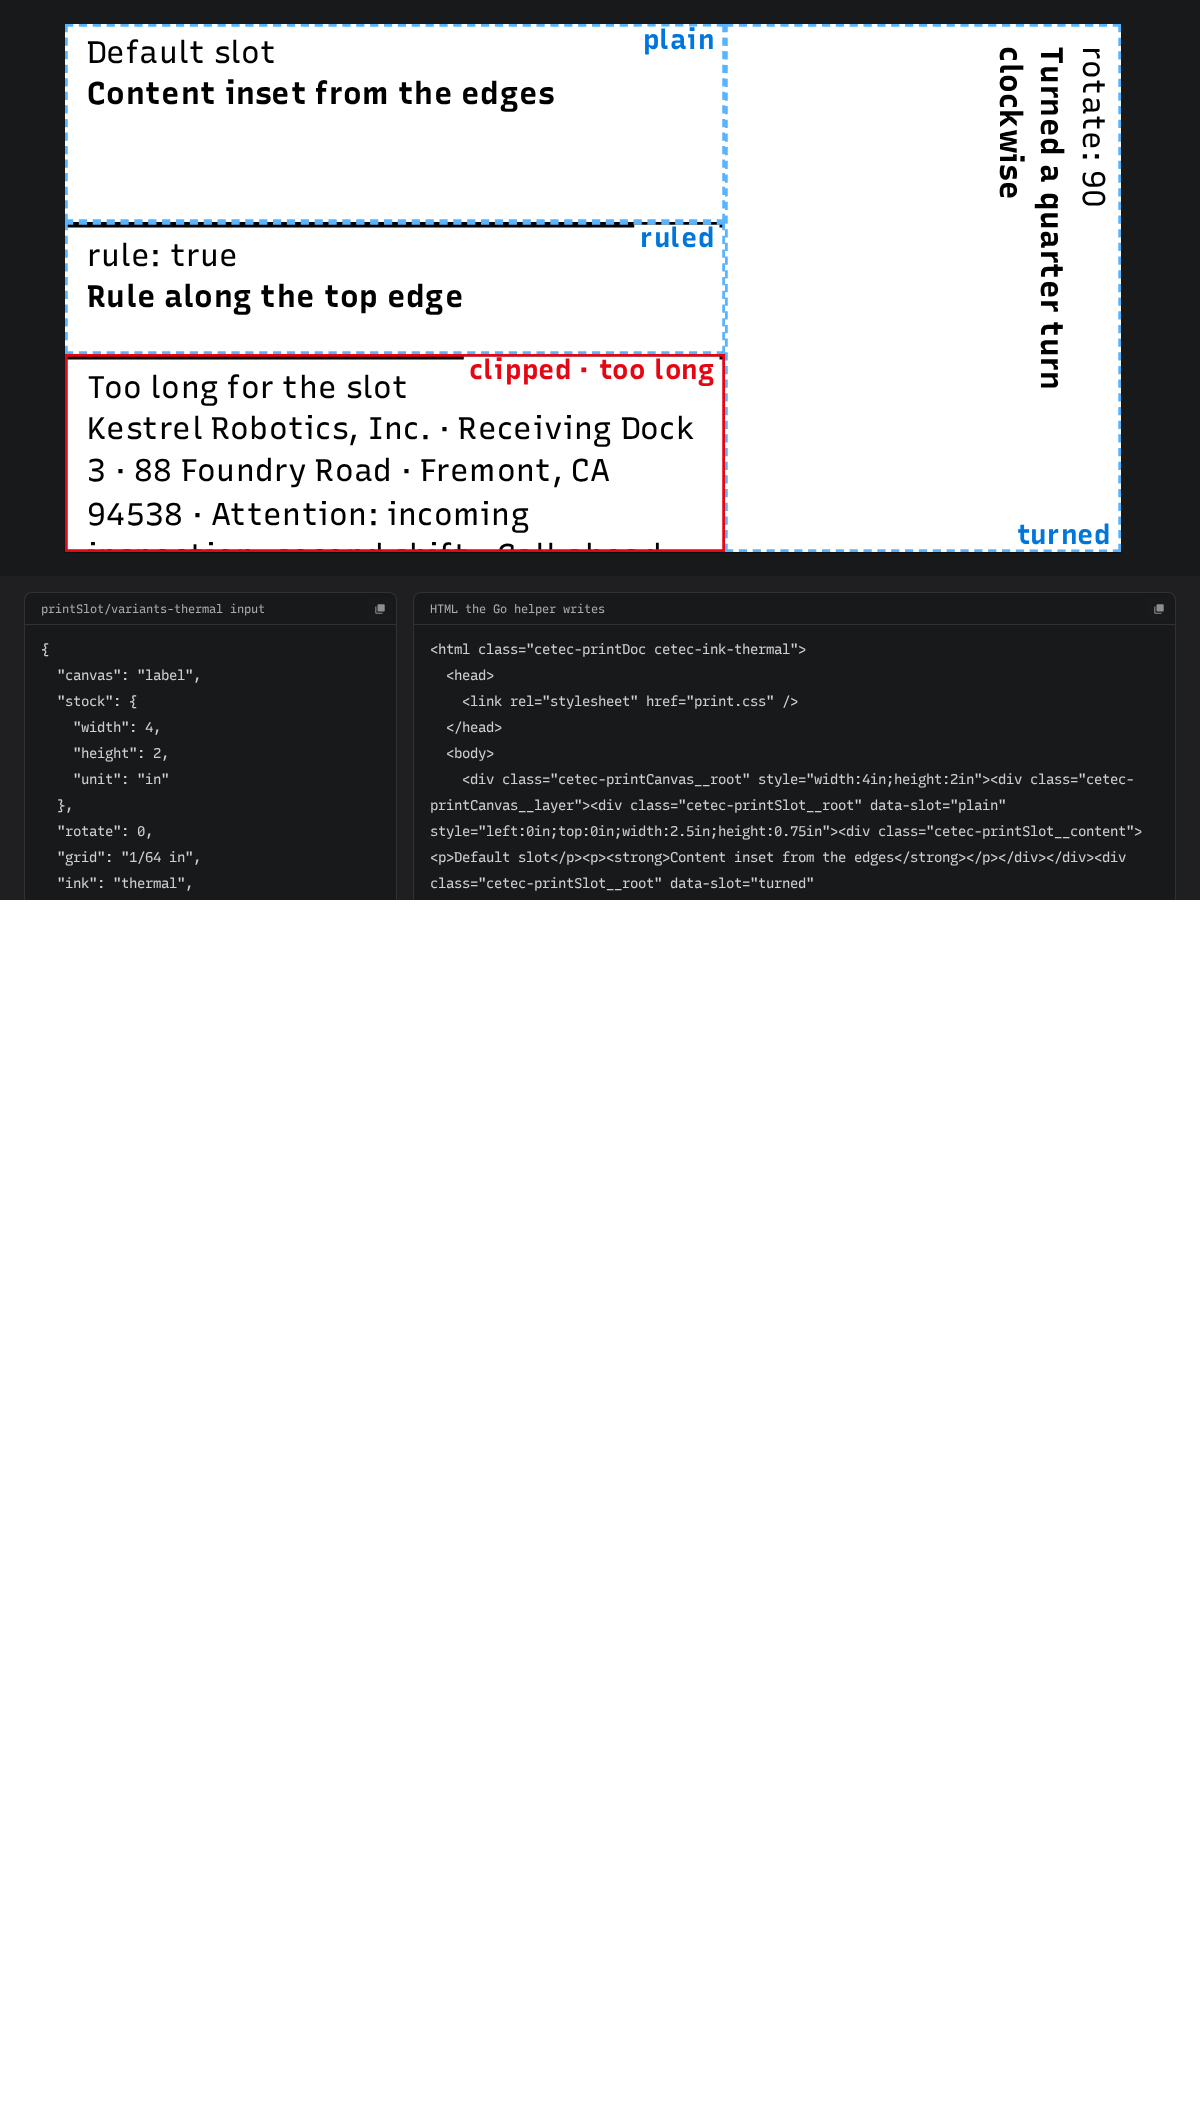 Default slot
plain
Content inset from the edges
ruled
rule: true
Rule along the top edge
clipped · too long
Too long for the slot
Kestrel Robotics, Inc. · Receiving Dock
3 · 88 Foundry Road · Fremont, CA
94538 · Attention: incoming
rotate: 90
Turned a quarter turn
clockwise
turned
printSlot/variants-thermal input
{
"canvas": "label",
"stock": {
"width": 4,
"height": 2,
"unit": "in"
},
"rotate": 0,
"grid": "1/64 in",
"ink": "thermal",
HTML the Go helper writes
<html class="cetec-printDoc cetec-ink-thermal">
<head>
<link rel="stylesheet" href="print.css" />
</head>
<body>
<div class="cetec-printCanvas__root" style="width:4in;height:2in"><div class="cetec-
printCanvas__layer"><div class="cetec-printSlot__root" data-slot="plain"
style="left:0in;top:0in;width:2.5in;height:0.75in"><div class="cetec-printSlot__content">
<p>Default slot</p><p><strong>Content inset from the edges</strong></p></div></div><div
class="cetec-printSlot__root" data-slot="turned"